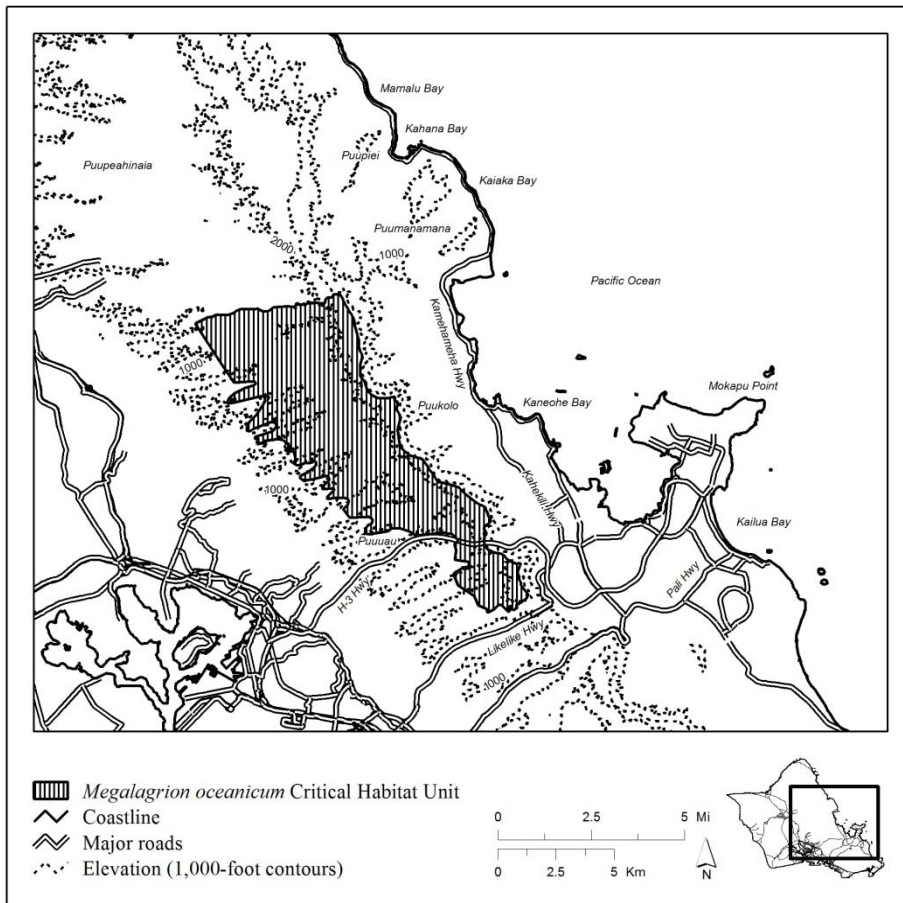 Mamalu Bay
Kahana Bay
Puupiei
Puupeahinaia
Kaiaka Bay
Puumanamana
2000
1000
Pacific Ocean
Kamehameha Hwy
1000
Mokapu Point
Puukolo
Kaneohe Bay
1000
Kahekili Hwy
Kailua Bay
Puuuau
H-3 Hwy
Pali Hwy
Likelike Hwy
1000
Megalagrion oceanicum Critical Habitat Unit
Coastline
Major roads
Elevation (1,000-foot contours)
0 2.5 5 Mi
0 2.5 5 Km
N